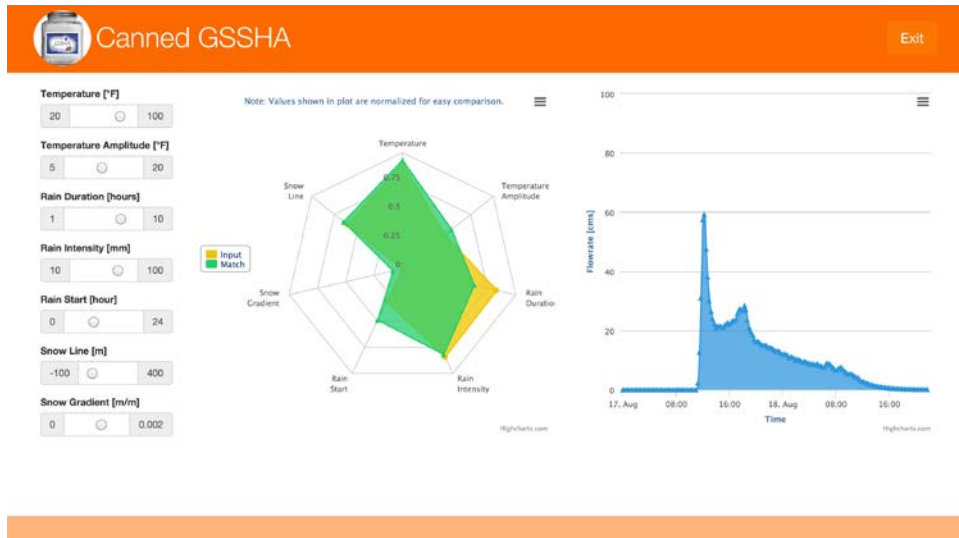 GSSHA
Canned GSSHA
Exit
Temperature [°F]
20 100
Temperature Amplitude [°F]
5 20
Rain Duration [hours]
1 10
Rain Intensity [mm]
10 100
Rain Start [hour]
0 24
Snow Line [m]
-100 400
Snow Gradient [m/m]
0 0.002
Note: Values shown in plot are normalized for easy comparison.
Temperature
Temperature
Amplitude
Rain
Duratio
Rain
Intensity
Rain
Start
Snow
Gradient
Snow
Line
0.75
0.5
0.25
0
Input
Match
Highcharts.com
100
80
60
40
20
0
Flowrate [cms]
17. Aug 08:00 16:00 18. Aug 08:00 16:00
Time
Highcharts.com